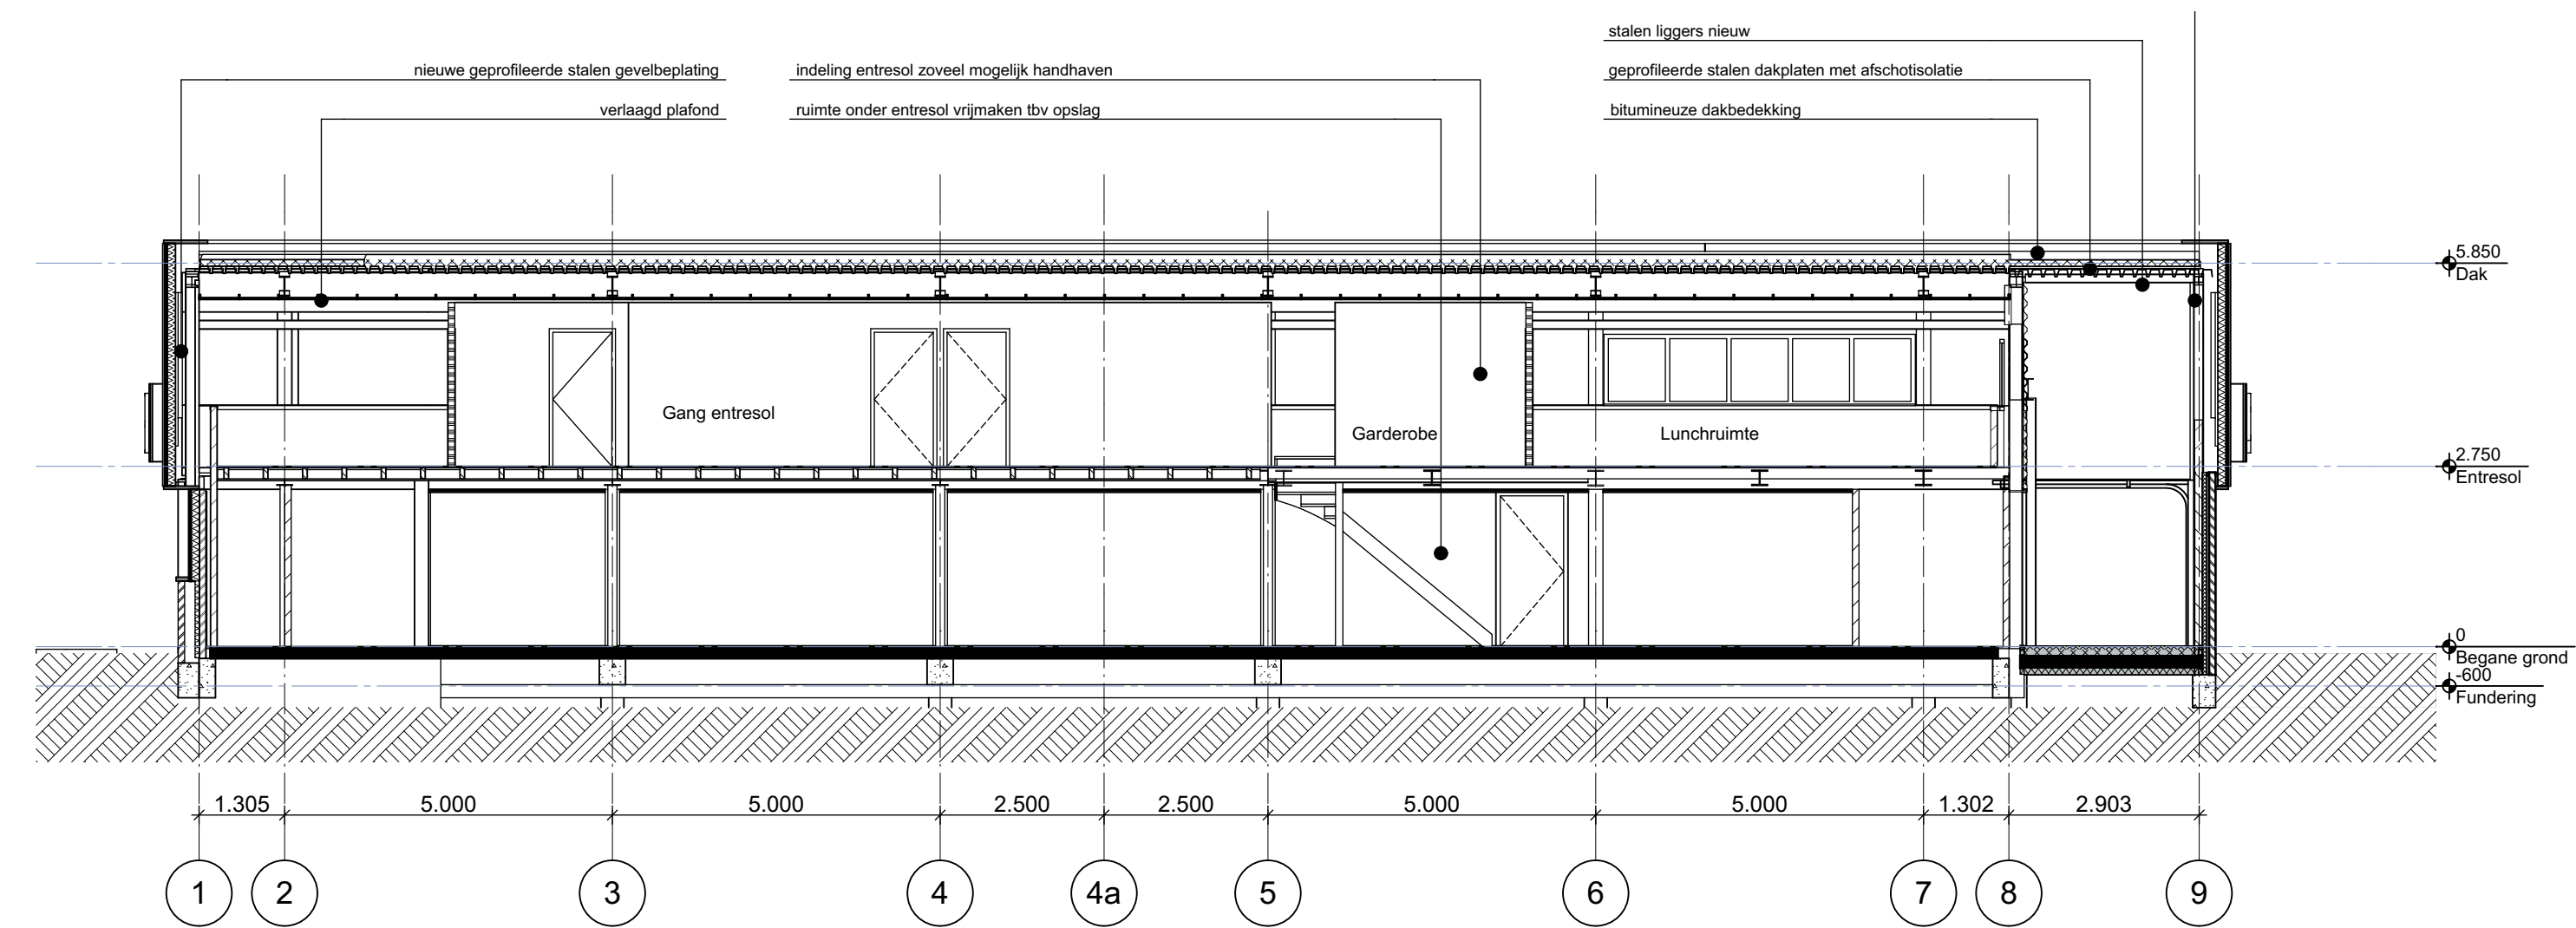 stalen liggers nieuw
nieuwe geprofileerde stalen gevelbeplating
indeling entresol zoveel mogelijk handhaven
geprofileerde stalen dakplaten met afschotisolatie
verlaagd plafond
ruimte onder entresol vrijmaken tbv opslag
bitumineuze dakbedekking
5.850
Dak
Gang entresol
Garderobe
Lunchruimte
2.750
Entresol
0
Begane grond
-600
Fundering
1.305
5.000
5.000
2.500
2.500
5.000
5.000
1.302
2.903
1
2
3
4
4a
5
6
7
8
9